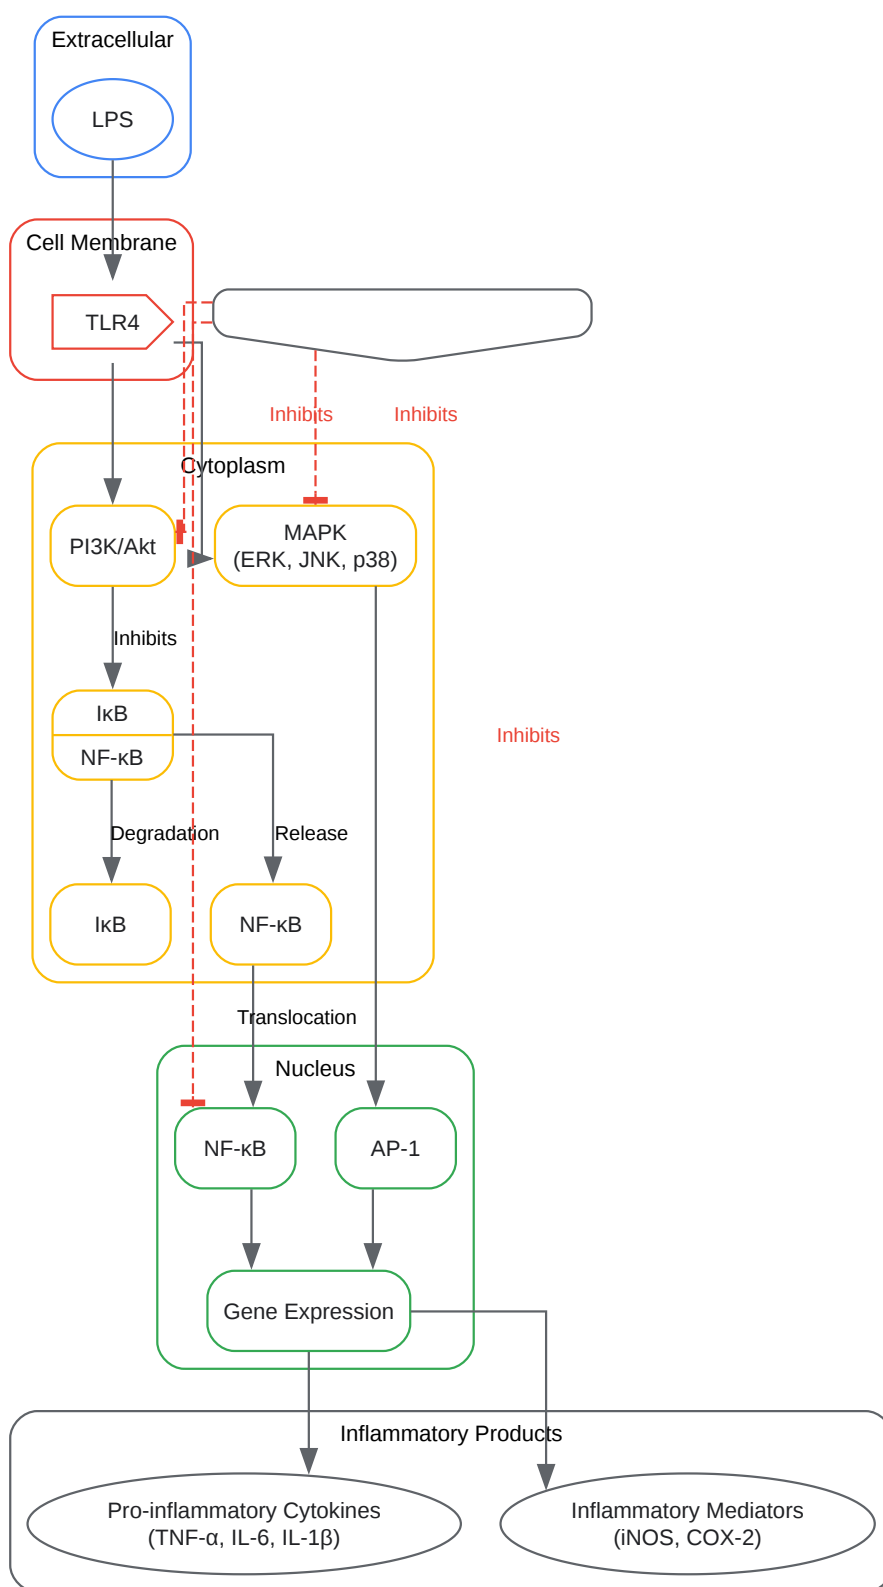 Extracellular
LPS
Cell Membrane
TLR4
Inhibits
Inhibits
Cytoplasm
PI3K/Akt
MAPK
(ERK, JNK, p38)
Inhibits
IκB
NF-κB
Inhibits
Degradation
Release
IκB
NF-κB
Translocation
Nucleus
NF-κB
AP-1
Gene Expression
Inflammatory Products
Pro-inflammatory Cytokines
(TNF-α, IL-6, IL-1β)
Inflammatory Mediators
(iNOS, COX-2)